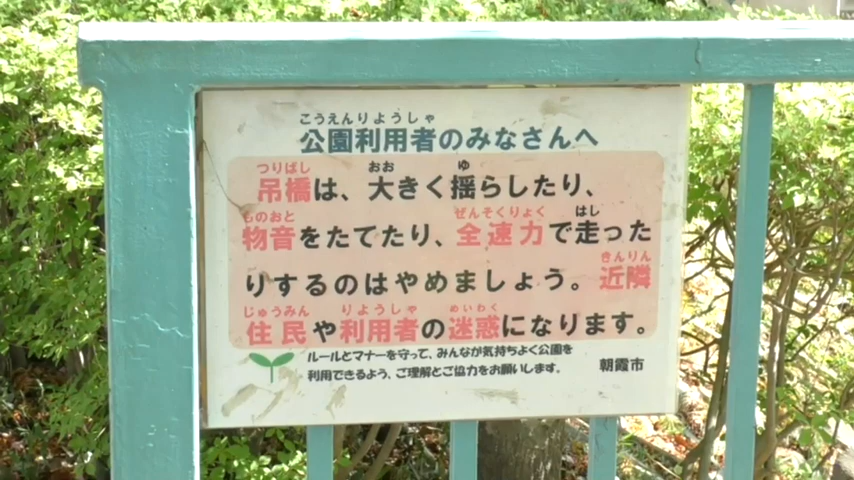 こうえんりようしゃ
公園利用者のみなさんへ
つりばし おお ゆ
吊橋は、大きく揺らしたり、
ものおと ぜんそくりょく はし
物音をたてたり、全速力で走った
きんりん
りするのはやめましょう。近隣
じゅうみん りようしゃ めいわく
住民や利用者の迷惑になります。
ルールとマナーを守って、みんなが気持ちよく公園を
利用できるよう、ご理解とご協力をお願いします。 朝霞市